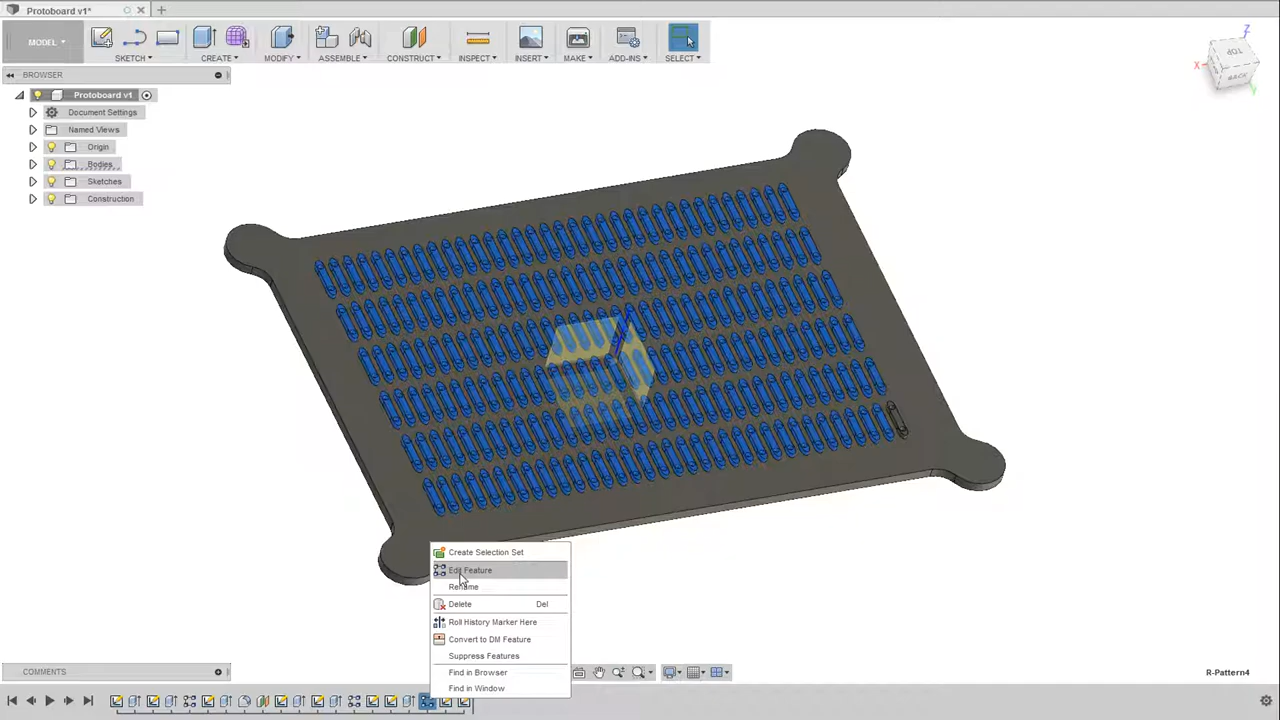 Protoboard v1*
MODEL
SKETCH
CREATE
MODIFY
ASSEMBLE
CONSTRUCT
INSPECT
INSERT
MAKE
ADD-INS
SELECT
BROWSER
Protoboard v1
Document Settings
Named Views
Origin
Bodies
Sketches
Construction
Z
X
Y
TOP
BACK
Create Selection Set
Edit Feature
Rename
Delete Del
Roll History Marker Here
Convert to DM Feature
Suppress Features
Find in Browser
Find in Window
COMMENTS
R-Pattern4